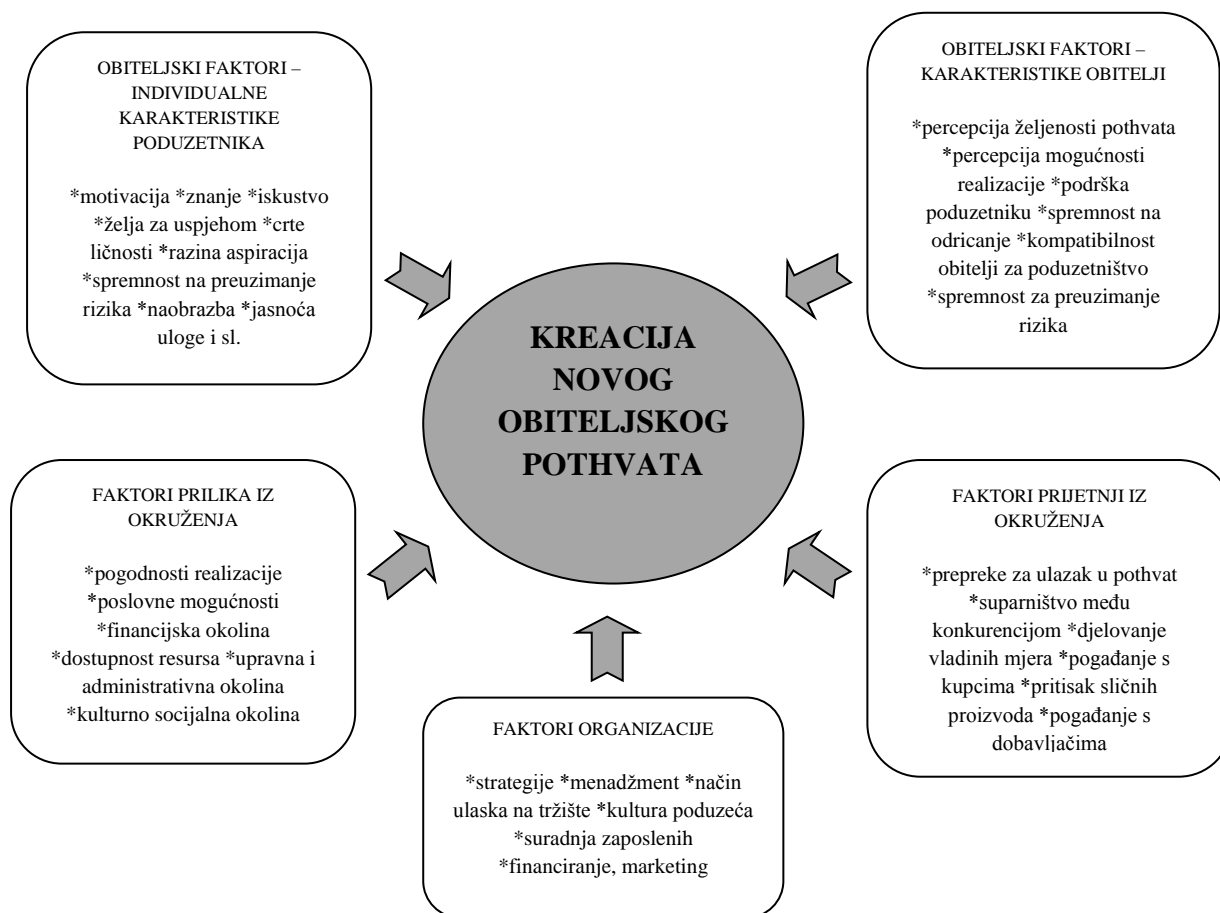 OBITELJSKI FAKTORI –
INDIVIDUALNE
KARAKTERISTIKE
PODUZETNIKA
*motivacija *znanje *iskustvo
*želja za uspjehom *crte
ličnosti *razina aspiracija
*spremnost na preuzimanje
rizika *naobrazba *jasnoća
uloge i sl.
OBITELJSKI FAKTORI –
KARAKTERISTIKE OBITELJI
*percepcija željenosti pothvata
*percepcija mogućnosti
realizacije *podrška
poduzetniku *spremnost na
odricanje *kompatibilnost
obitelji za poduzetništvo
*spremnost za preuzimanje
rizika
KREACIJA
NOVOG
OBITELJSKOG
POTHVATA
FAKTORI PRILIKA IZ
OKRUŽENJA
*pogodnosti realizacije
*poslovne mogućnosti
*financijska okolina
*dostupnost resursa *upravna i
administrativna okolina
*kulturno socijalna okolina
FAKTORI PRIJETNJI IZ
OKRUŽENJA
*prepreke za ulazak u pothvat
*suparništvo među
konkurencijom *djelovanje
vladinih mjera *pogađanje s
kupcima *pritisak sličnih
proizvoda *pogađanje s
dobavljačima
FAKTORI ORGANIZACIJE
*strategije *menadžment *način
ulaska na tržište *kultura poduzeća
*suradnja zaposlenih
*financiranje, marketing